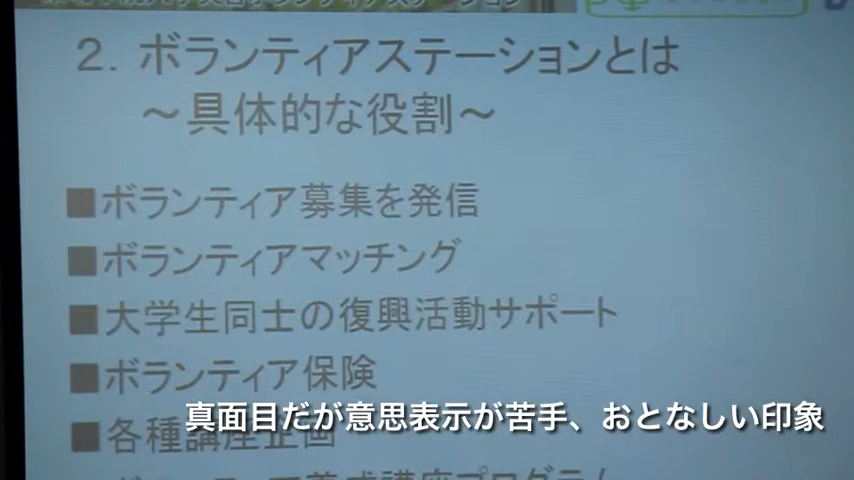 2. ボランティアステーションとは
～具体的な役割～
■ボランティア募集を発信
■ボランティアマッチング
■大学生同士の復興活動サポート
■ボランティア保険
■各種講座企画
真面目だが意思表示が苦手、おとなしい印象